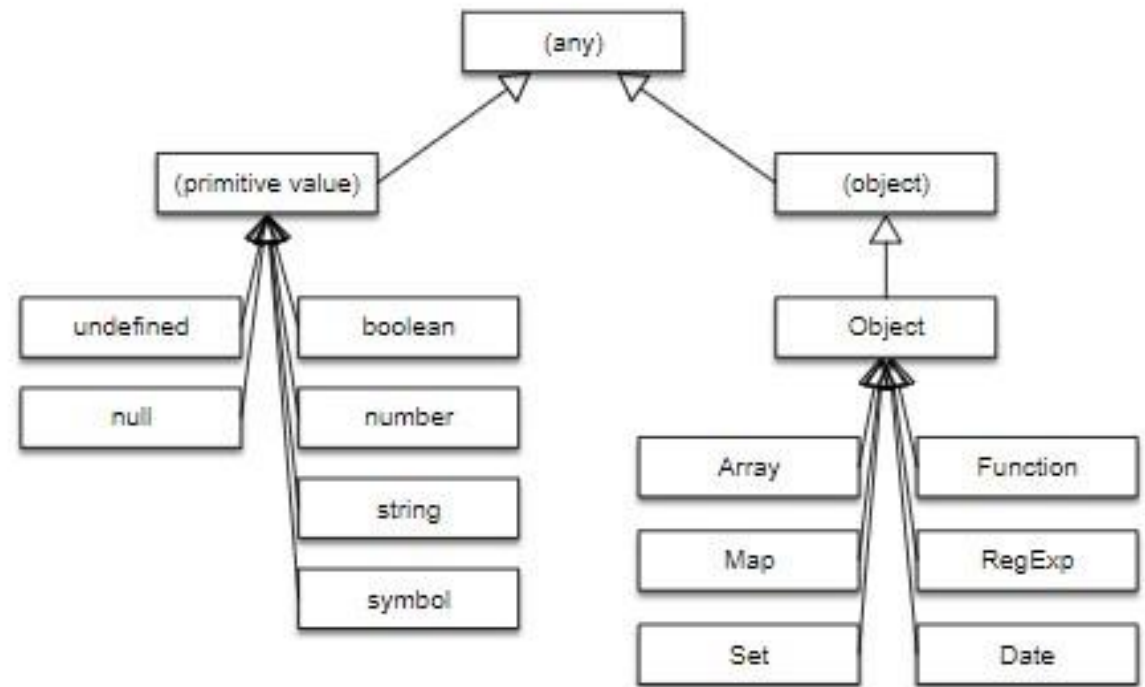 (any)
(primitive value)
(object)
undefined
boolean
Object
null
number
Array
Function
string
Map
RegExp
symbol
Set
Date